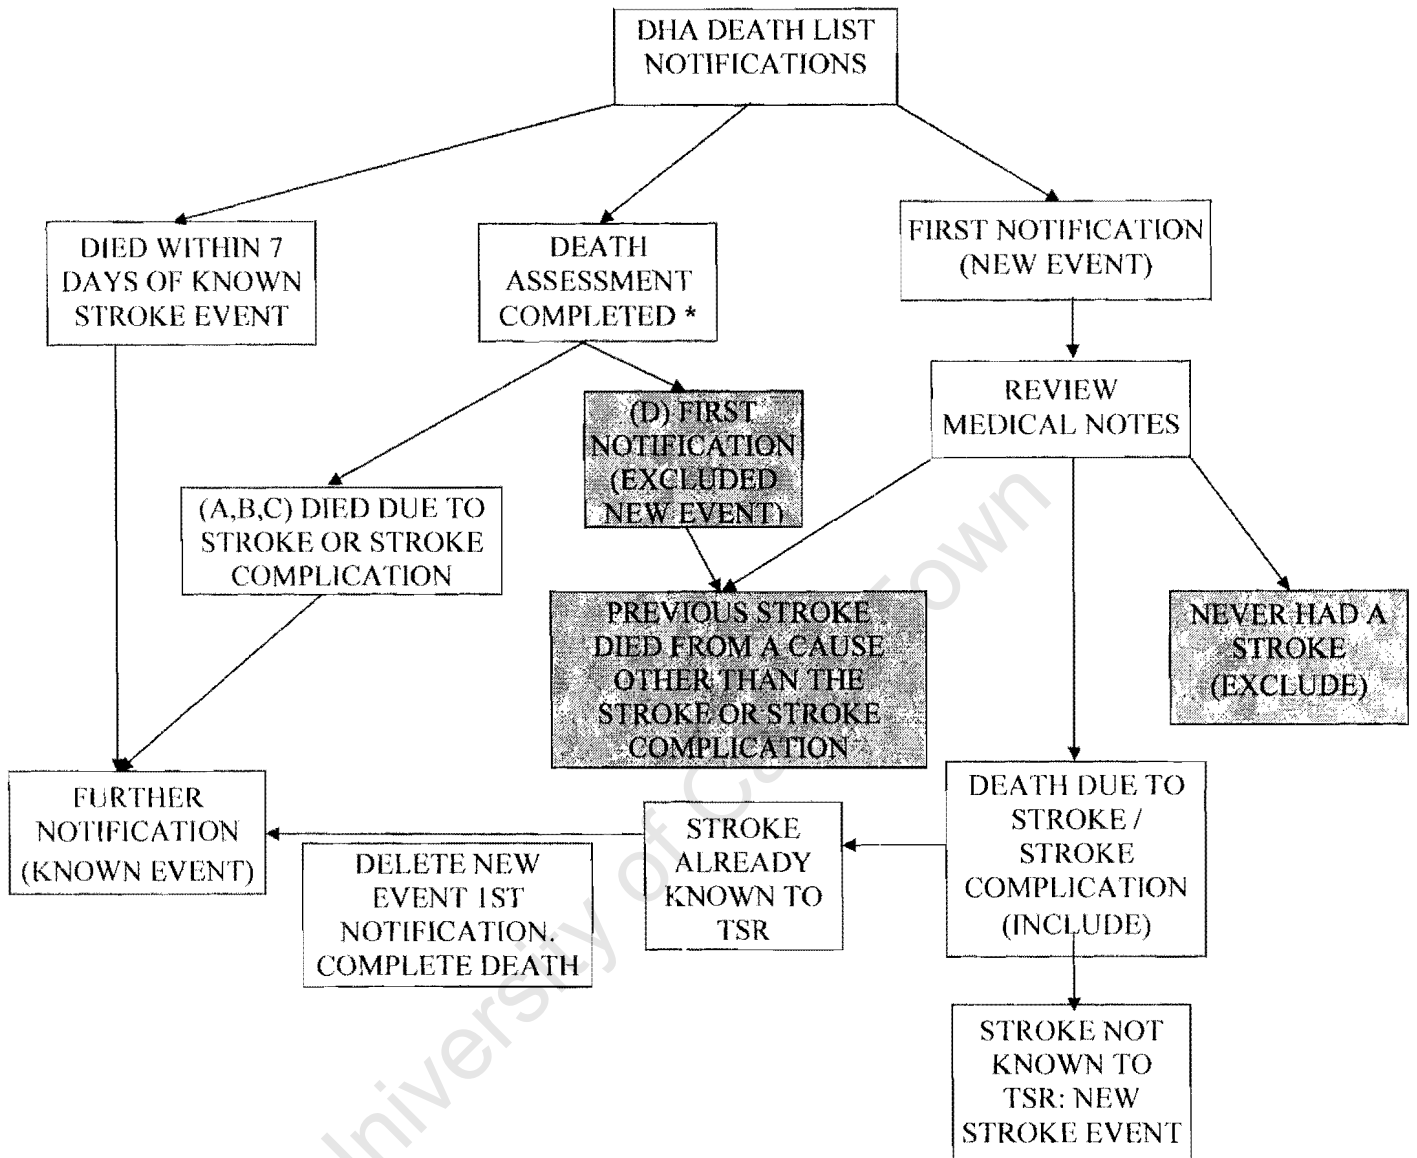 DHA DEATH LIST
NOTIFICATIONS
DIED WITHIN 7
DAYS OF KNOWN
STROKE EVENT
DEATH
ASSESSMENT
COMPLETED *
FIRST NOTIFICATION
(NEW EVENT)
REVIEW
MEDICAL NOTES
(D) FIRST
NOTIFICATION
(EXCLUDED
NEW EVENT)
(A,B,C) DIED DUE TO
STROKE OR STROKE
COMPLICATION
PREVIOUS STROKE
DIED FROM A CAUSE
OTHER THAN THE
STROKE OR STROKE
COMPLICATION
NEVER HAD A
STROKE
(EXCLUDE)
FURTHER
NOTIFICATION
(KNOWN EVENT)
DELETE NEW
EVENT 1ST
NOTIFICATION.
COMPLETE DEATH
STROKE
ALREADY
KNOWN TO
TSR
DEATH DUE TO
STROKE /
STROKE
COMPLICATION
(INCLUDE)
STROKE NOT
KNOWN TO
TSR: NEW
STROKE EVENT
University of Cape Town